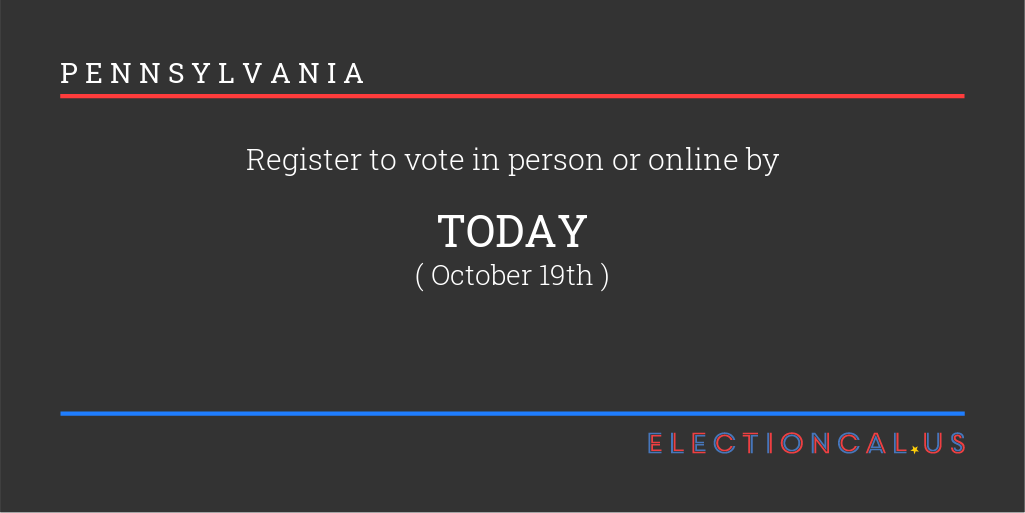 PENNSYLVANIA
Register to vote in person or online by
TODAY
( October 19th )
ELECTIONCAL.US